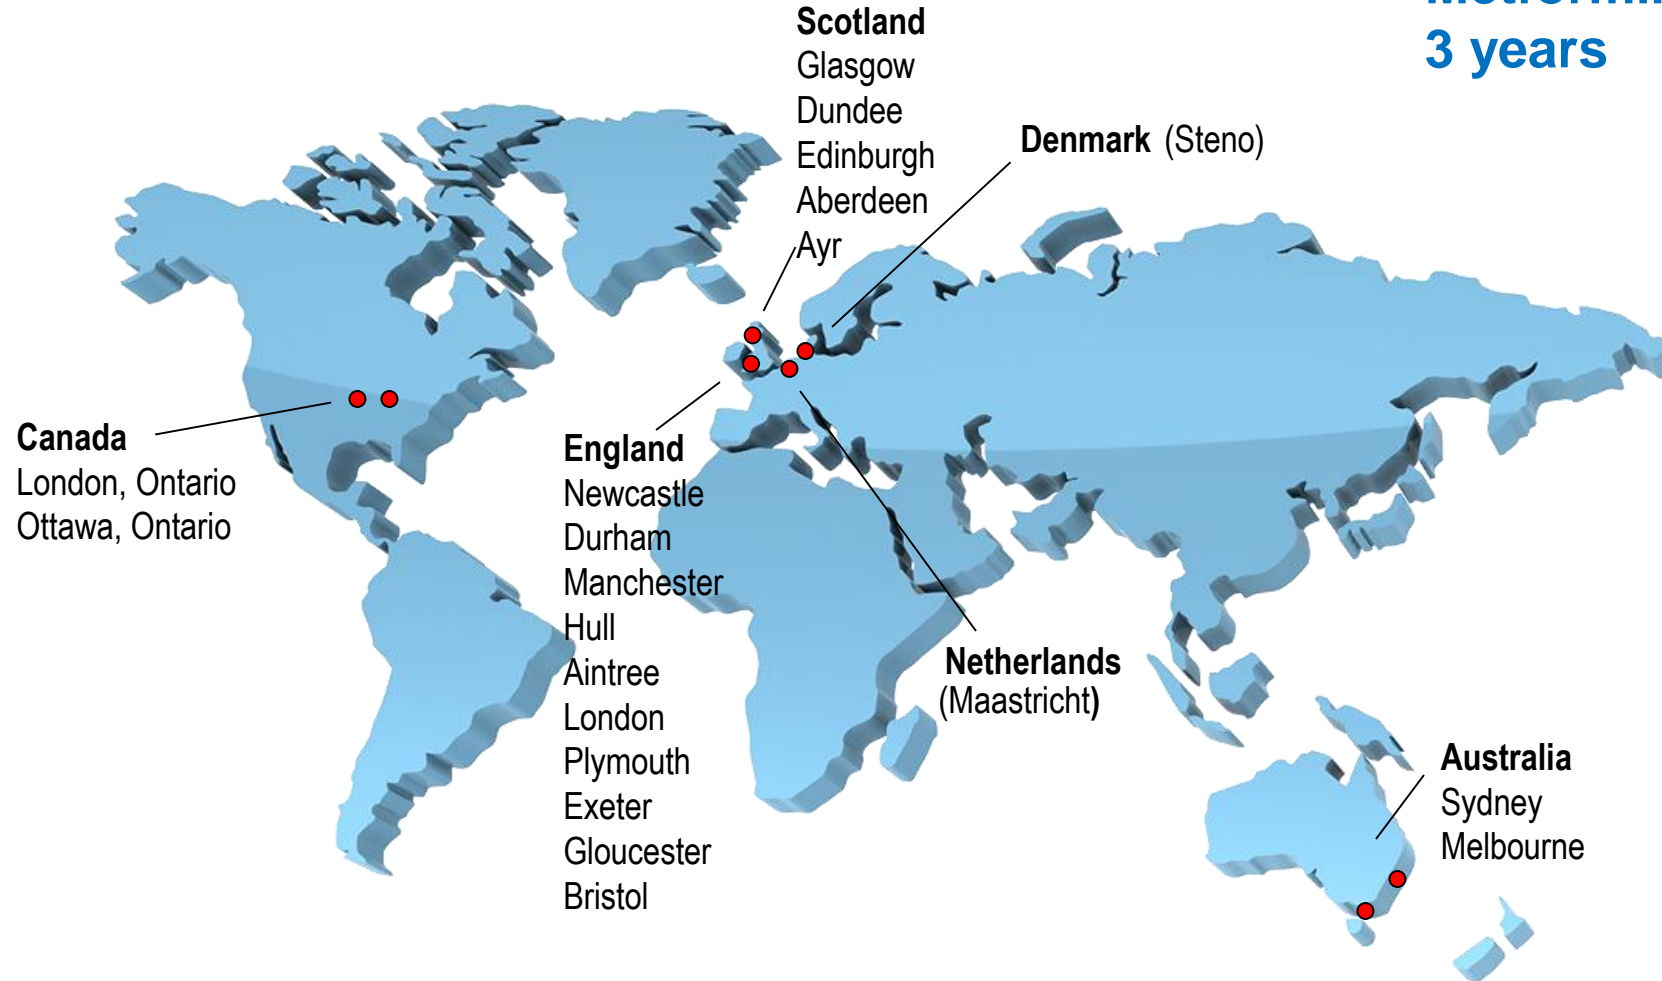 3 years
Scotland
Glasgow
Dundee
Edinburgh
Aberdeen
Ayr
Denmark (Steno)
Canada
London, Ontario
Ottawa, Ontario
England
Newcastle
Durham
Manchester
Hull
Aintree
London
Plymouth
Exeter
Gloucester
Bristol
Netherlands
(Maastricht)
Australia
Sydney
Melbourne